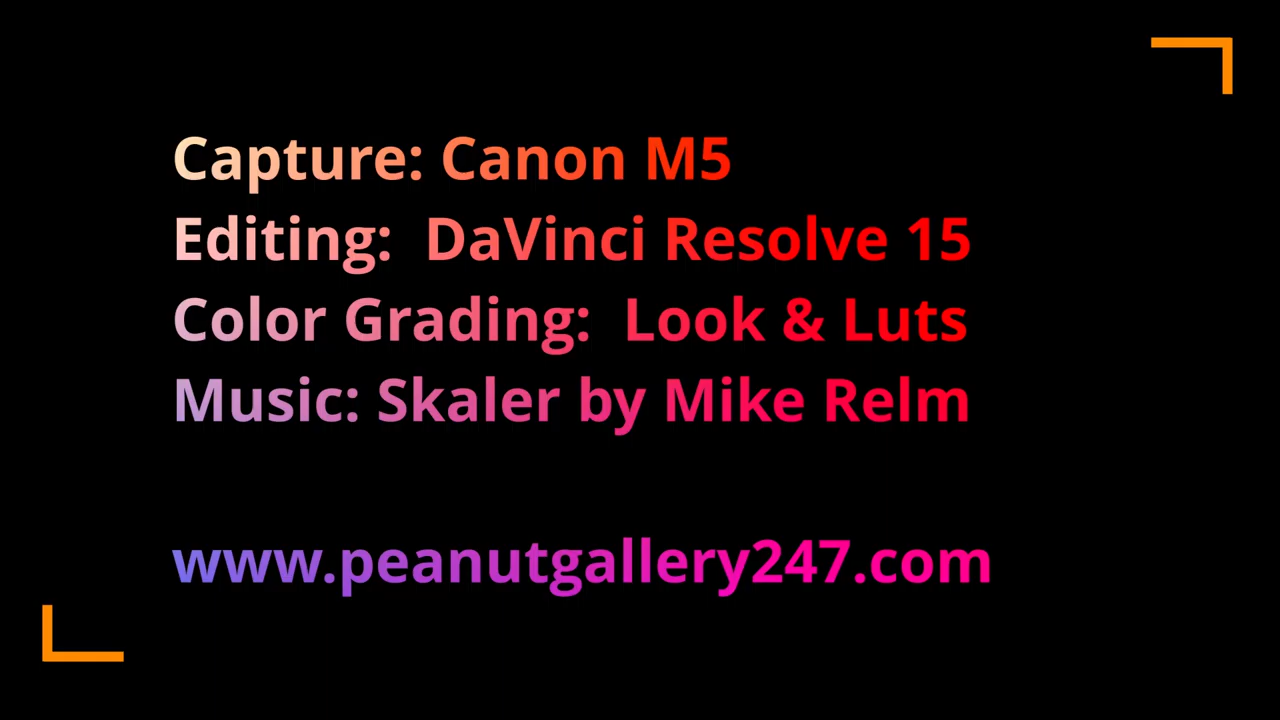 Capture: Canon M5
Editing:  DaVinci Resolve 15
Color Grading:  Look & Luts
Music: Skaler by Mike Relm
www.peanutgallery247.com